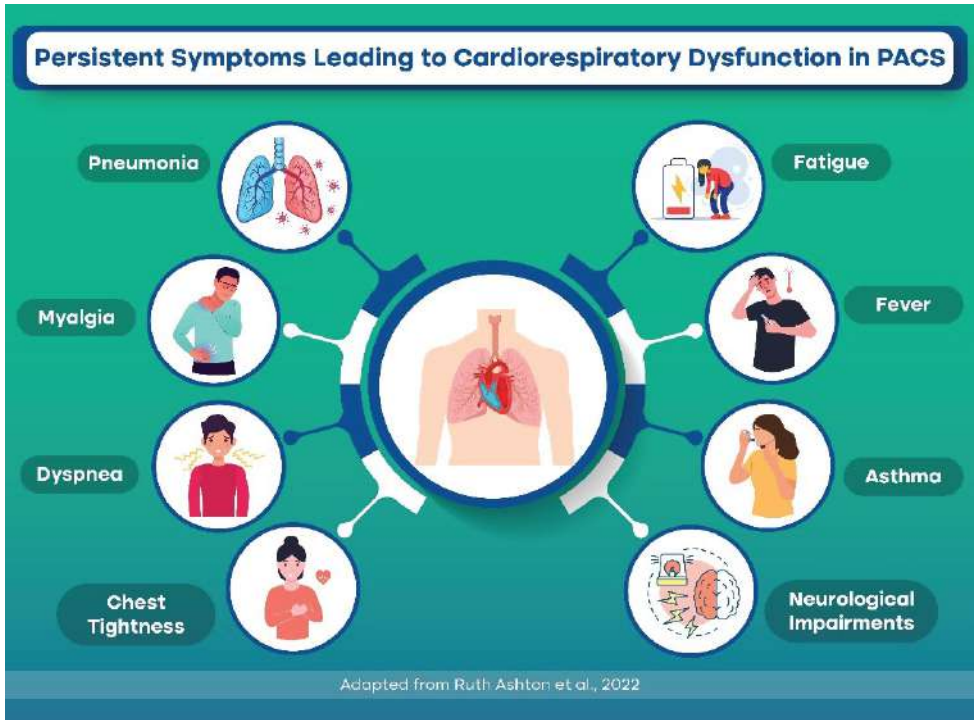 Persistent Symptoms Leading to Cardiorespiratory Dysfunction in PACS
Pneumonia
Myalgia
Dyspnea
Chest
Tightness
Fatigue
Fever
Asthma
Neurological
Impairments
Adapted from Ruth Ashton et al., 2022